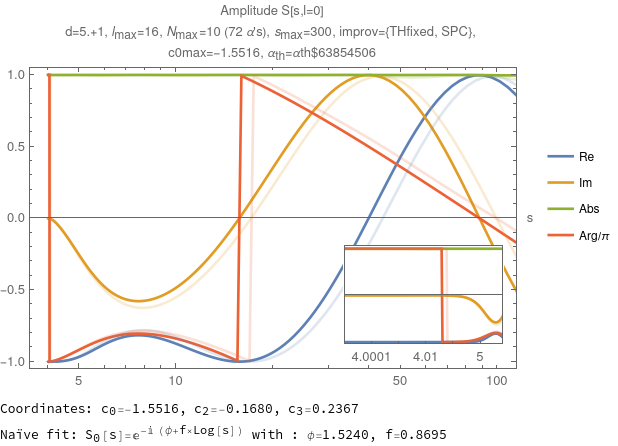 Amplitude S[s,l=0]
d=5.+1, lmax=16, Nmax=10 (72 α's), smax=300, improv={THfixed, SPC},
c0max=−1.5516, αth=αth$63854506
1.0
0.5
0.0
−0.5
−1.0
s
5
10
50
100
4.0001
4.01
5
Re
Im
Abs
Arg/π
Coordinates: c0=-1.5516, c2=-0.1680, c3=0.2367
Naïve fit: S0[s]=e^-i (ϕ+f×Log[s]) with : ϕ=1.5240, f=0.8695